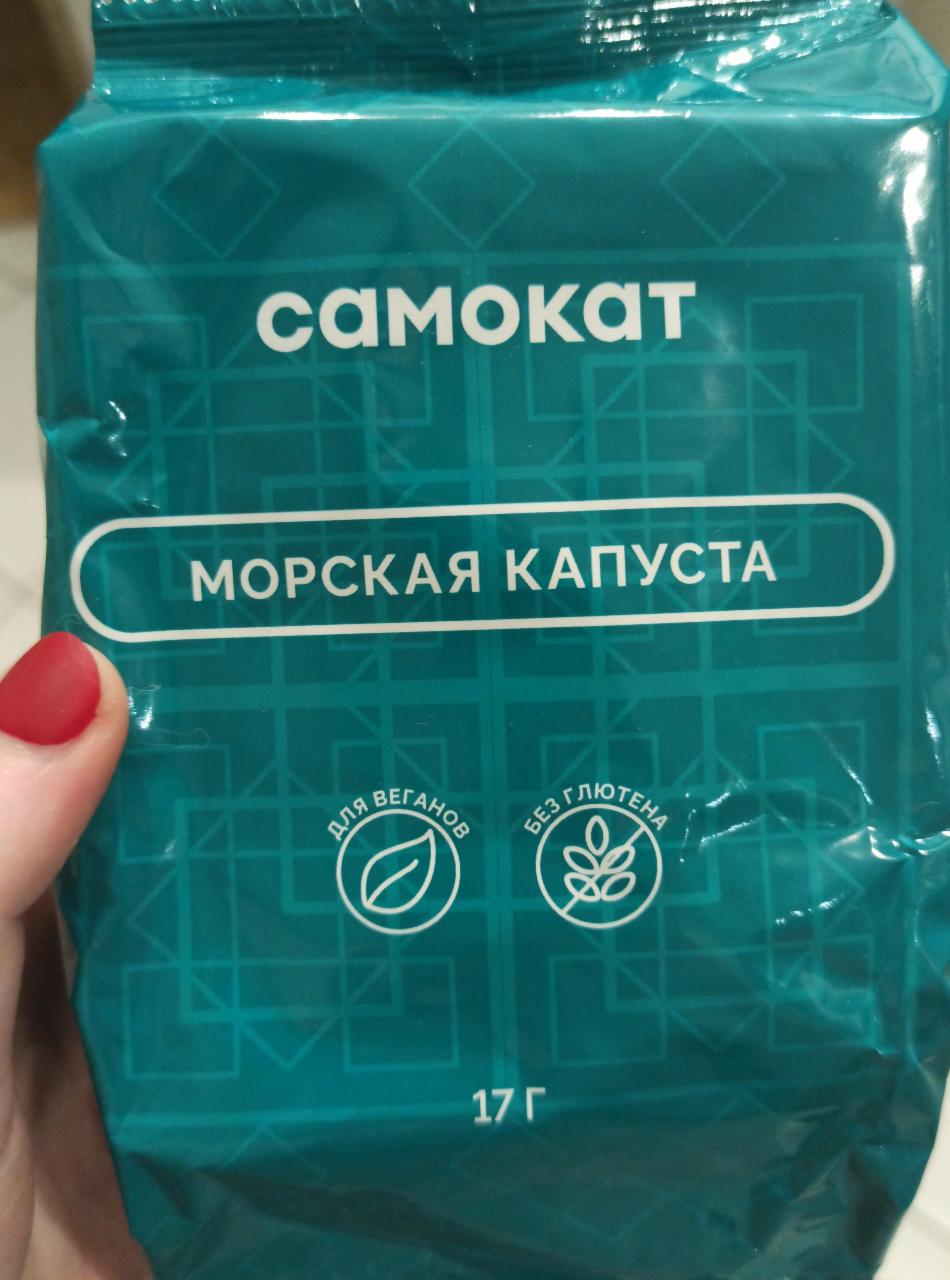 самокат
МОРСКАЯ КАПУСТА
ДЛЯ ВЕГАНОВ
БЕЗ ГЛЮТЕНА
17 Г